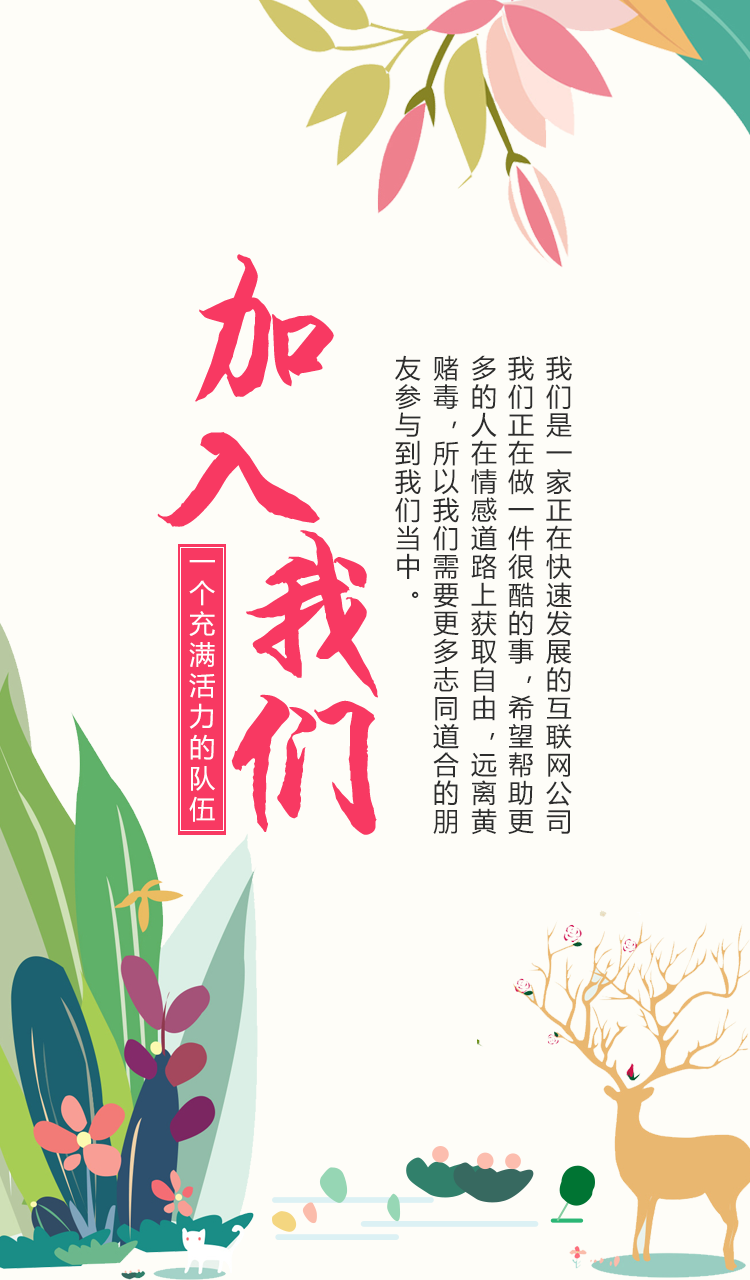 加入我们
一个充满活力的队伍
我们是一家正在快速发展的互联网公司
我们正在做一件很酷的事，希望帮助更
多的人在情感道路上获取自由，远离黄
赌毒，所以我们需要更多志同道合的朋
友参与到我们当中。